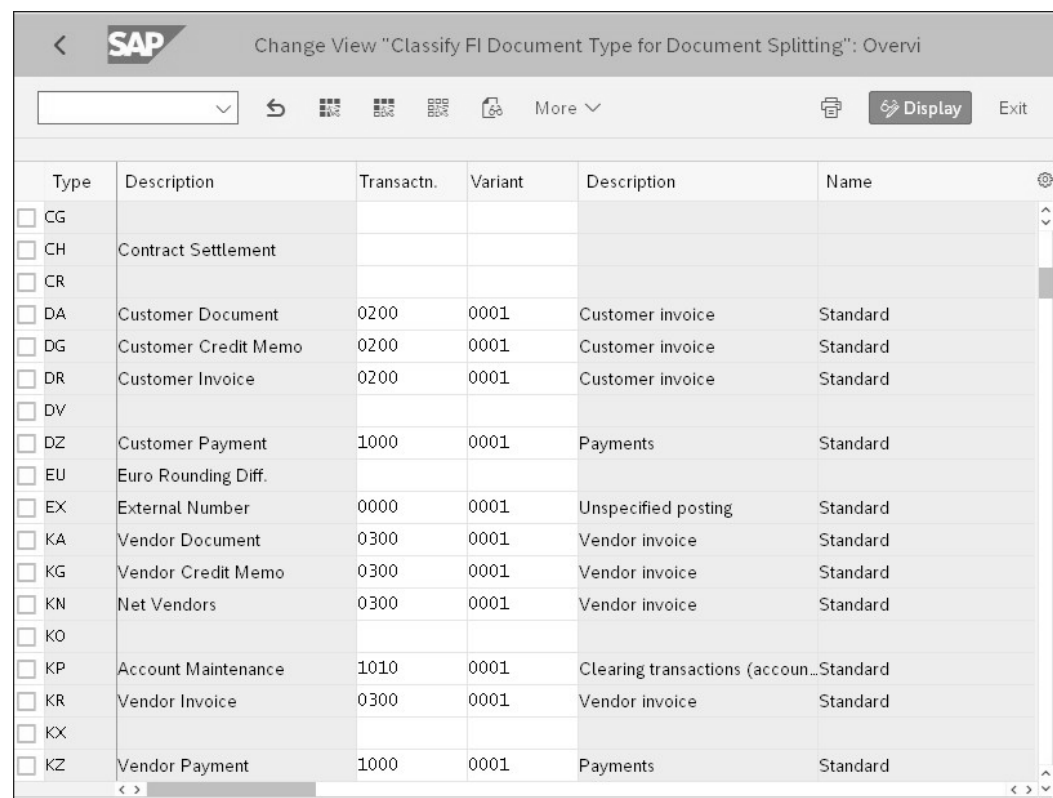 SAP Change View "Classify FI Document Type for Document Splitting": Overvi
More Display Exit
Type Description Transactn. Variant Description Name
CG
CH Contract Settlement
CR
DA Customer Document 0200 0001 Customer invoice Standard
DG Customer Credit Memo 0200 0001 Customer invoice Standard
DR Customer Invoice 0200 0001 Customer invoice Standard
DV
DZ Customer Payment 1000 0001 Payments Standard
EU Euro Rounding Diff.
EX External Number 0000 0001 Unspecified posting Standard
KA Vendor Document 0300 0001 Vendor invoice Standard
KG Vendor Credit Memo 0300 0001 Vendor invoice Standard
KN Net Vendors 0300 0001 Vendor invoice Standard
KO
KP Account Maintenance 1010 0001 Clearing transactions (accoun... Standard
KR Vendor Invoice 0300 0001 Vendor invoice Standard
KX
KZ Vendor Payment 1000 0001 Payments Standard